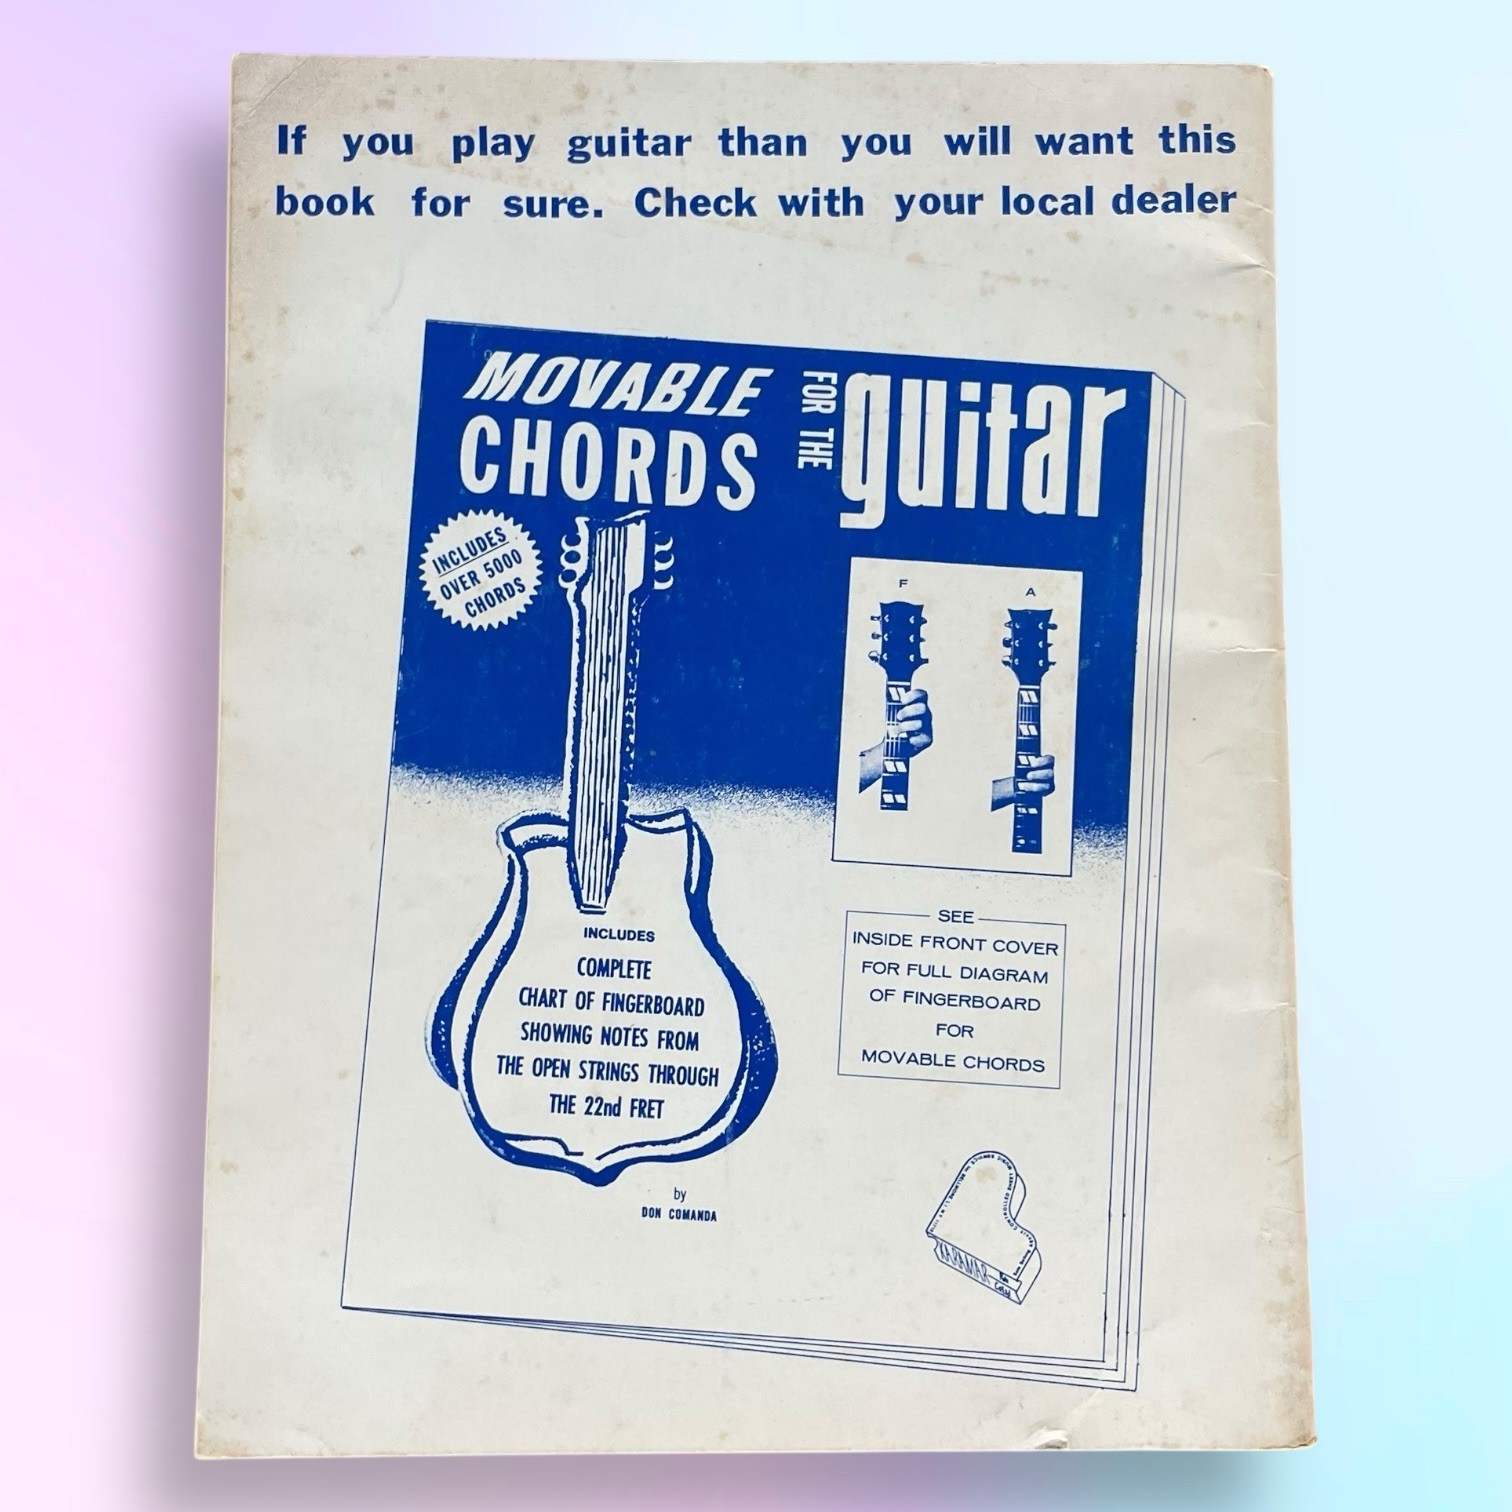 If you play guitar than you will want this
book for sure. Check with your local dealer
MOVABLE
CHORDS
FOR THE
guitar
INCLUDES
OVER 5000
CHORDS
F
A
INCLUDES
COMPLETE
CHART OF FINGERBOARD
SHOWING NOTES FROM
THE OPEN STRINGS THROUGH
THE 22nd FRET
SEE
INSIDE FRONT COVER
FOR FULL DIAGRAM
OF FINGERBOARD
FOR
MOVABLE CHORDS
by
DON COMANDA
KARAMAR